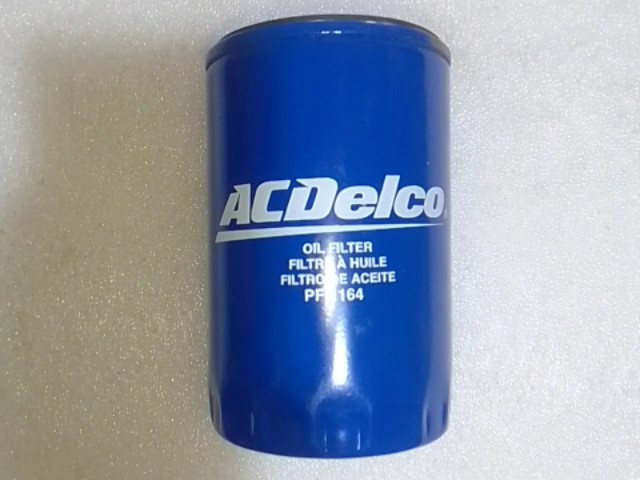 ACDelco
OIL FILTER
FILTRE À HUILE
FILTRO DE ACEITE